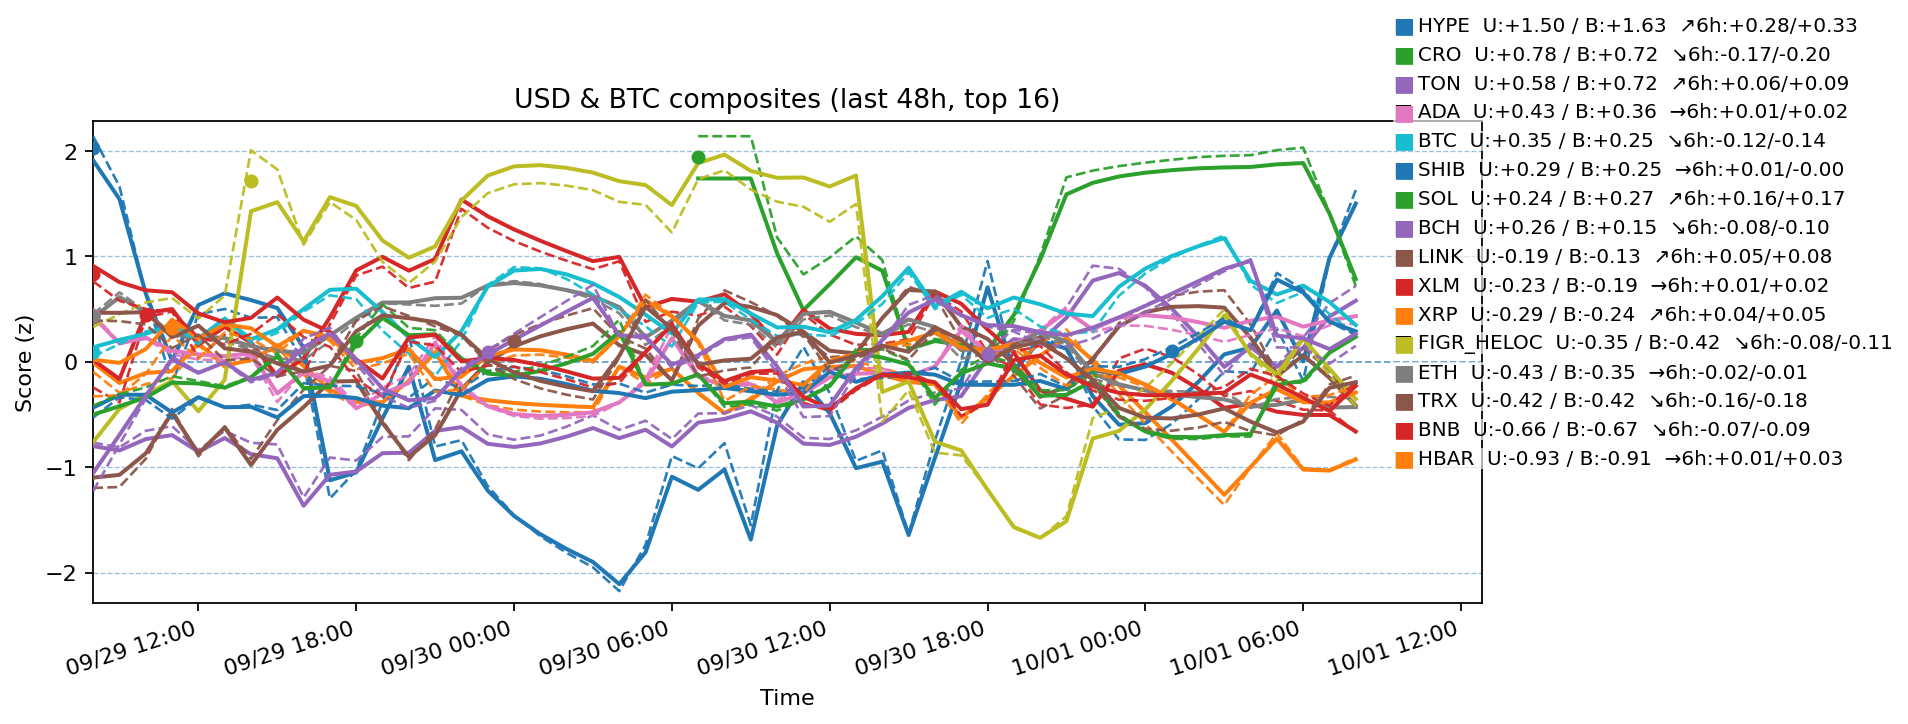 HYPE U:+1.50 / B:+1.63 ↗6h:+0.28/+0.33
CRO U:+0.78 / B:+0.72 ↘6h:-0.17/-0.20
TON U:+0.58 / B:+0.72 ↗6h:+0.06/+0.09
ADA U:+0.43 / B:+0.36 →6h:+0.01/+0.02
BTC U:+0.35 / B:+0.25 ↘6h:-0.12/-0.14
SHIB U:+0.29 / B:+0.25 →6h:+0.01/-0.00
SOL U:+0.24 / B:+0.27 ↗6h:+0.16/+0.17
BCH U:+0.26 / B:+0.15 ↘6h:-0.08/-0.10
LINK U:-0.19 / B:-0.13 ↗6h:+0.05/+0.08
XLM U:-0.23 / B:-0.19 →6h:+0.01/+0.02
XRP U:-0.29 / B:-0.24 ↗6h:+0.04/+0.05
FIGR_HELOC U:-0.35 / B:-0.42 ↘6h:-0.08/-0.11
ETH U:-0.43 / B:-0.35 →6h:-0.02/-0.01
TRX U:-0.42 / B:-0.42 ↘6h:-0.16/-0.18
BNB U:-0.66 / B:-0.67 ↘6h:-0.07/-0.09
HBAR U:-0.93 / B:-0.91 →6h:+0.01/+0.03
USD & BTC composites (last 48h, top 16)
Score (z)
2
1
0
−1
−2
09/29 12:00
09/29 18:00
09/30 00:00
09/30 06:00
09/30 12:00
09/30 18:00
10/01 00:00
10/01 06:00
10/01 12:00
Time